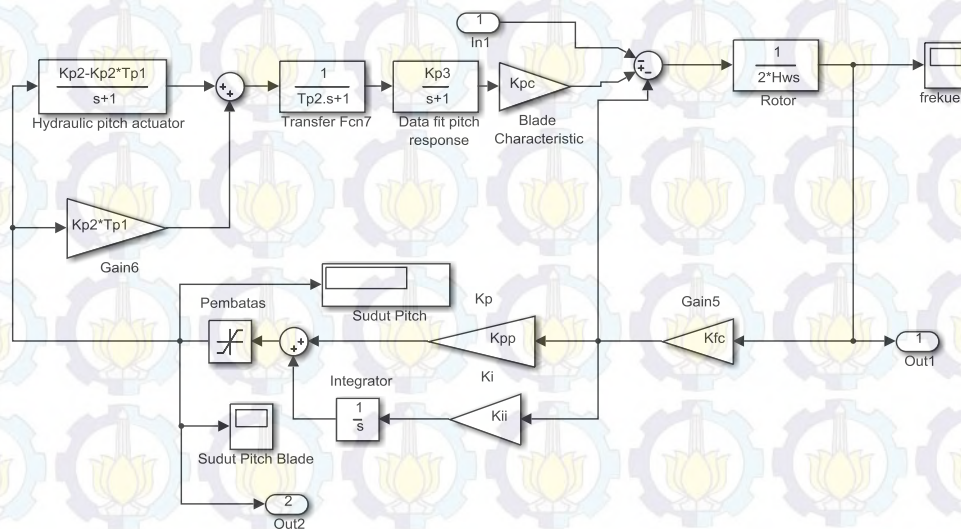 1
In1
Kp2-Kp2*Tp1
s+1
Hydraulic pitch actuator
+
+
1
Tp2.s+1
Transfer Fcn7
Kp3
s+1
Data fit pitch
response
Kpc
Blade
Characteristic
-
+
-
1
2*Hws
Rotor
frekue
Kp2*Tp1
Gain6
Pembatas
Sudut Pitch
Kp
Kpp
Gain5
Kfc
1
Out1
+
+
Ki
Kii
Integrator
1
s
Sudut Pitch Blade
2
Out2